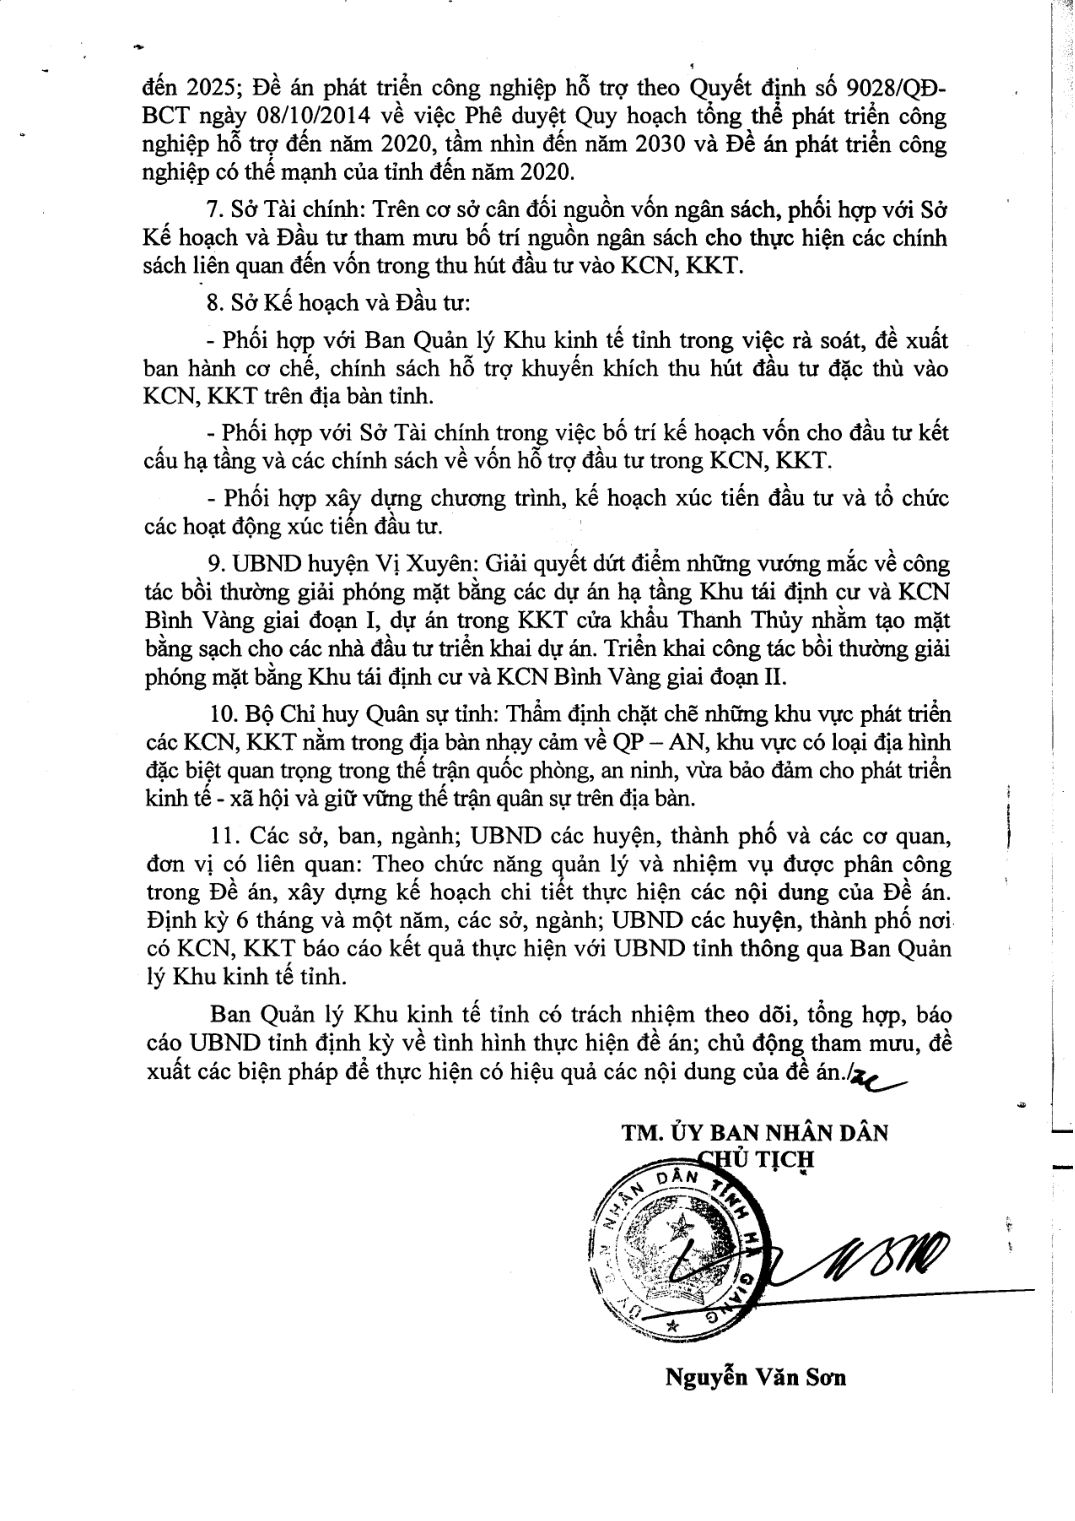 đến 2025; Đề án phát triển công nghiệp hỗ trợ theo Quyết định số 9028/QĐ-
BCT ngày 08/10/2014 về việc Phê duyệt Quy hoạch tổng thể phát triển công
nghiệp hỗ trợ đến năm 2020, tầm nhìn đến năm 2030 và Đề án phát triển công
nghiệp có thế mạnh của tỉnh đến năm 2020.
7. Sở Tài chính: Trên cơ sở cân đối nguồn vốn ngân sách, phối hợp với Sở
Kế hoạch và Đầu tư tham mưu bố trí nguồn ngân sách cho thực hiện các chính
sách liên quan đến vốn trong thu hút đầu tư vào KCN, KKT.
8. Sở Kế hoạch và Đầu tư:
- Phối hợp với Ban Quản lý Khu kinh tế tỉnh trong việc rà soát, đề xuất
ban hành cơ chế, chính sách hỗ trợ khuyến khích thu hút đầu tư đặc thù vào
KCN, KKT trên địa bàn tỉnh.
- Phối hợp với Sở Tài chính trong việc bố trí kế hoạch vốn cho đầu tư kết
cấu hạ tầng và các chính sách về vốn hỗ trợ đầu tư trong KCN, KKT.
- Phối hợp xây dựng chương trình, kế hoạch xúc tiến đầu tư và tổ chức
các hoạt động xúc tiến đầu tư.
9. UBND huyện Vị Xuyên: Giải quyết dứt điểm những vướng mắc về công
tác bồi thường giải phóng mặt bằng các dự án hạ tầng Khu tái định cư và KCN
Bình Vàng giai đoạn I, dự án trong KKT cửa khẩu Thanh Thủy nhằm tạo mặt
bằng sạch cho các nhà đầu tư triển khai dự án. Triển khai công tác bồi thường giải
phóng mặt bằng Khu tái định cư và KCN Bình Vàng giai đoạn II.
10. Bộ Chỉ huy Quân sự tỉnh: Thẩm định chặt chẽ những khu vực phát triển
các KCN, KKT nằm trong địa bàn nhạy cảm về QP – AN, khu vực có loại địa hình
đặc biệt quan trọng trong thế trận quốc phòng, an ninh, vừa bảo đảm cho phát triển
kinh tế - xã hội và giữ vững thế trận quân sự trên địa bàn.
11. Các sở, ban, ngành; UBND các huyện, thành phố và các cơ quan,
đơn vị có liên quan: Theo chức năng quản lý và nhiệm vụ được phân công
trong Đề án, xây dựng kế hoạch chi tiết thực hiện các nội dung của Đề án.
Định kỳ 6 tháng và một năm, các sở, ngành; UBND các huyện, thành phố nơi
có KCN, KKT báo cáo kết quả thực hiện với UBND tỉnh thông qua Ban Quản
lý Khu kinh tế tỉnh.
Ban Quản lý Khu kinh tế tỉnh có trách nhiệm theo dõi, tổng hợp, báo
cáo UBND tỉnh định kỳ về tình hình thực hiện đề án; chủ động tham mưu, đề
xuất các biện pháp để thực hiện có hiệu quả các nội dung của đề án./
TM. ỦY BAN NHÂN DÂN
CHỦ TỊCH
ỦY BAN NHÂN DÂN TỈNH HÀ GIANG
Nguyễn Văn Sơn